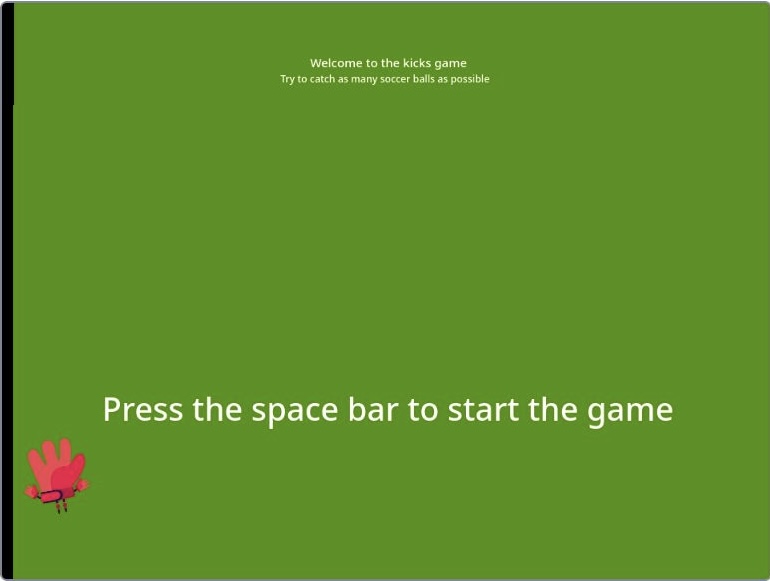 Welcome to the kicks game
Try to catch as many soccer balls as possible
Press the space bar to start the game